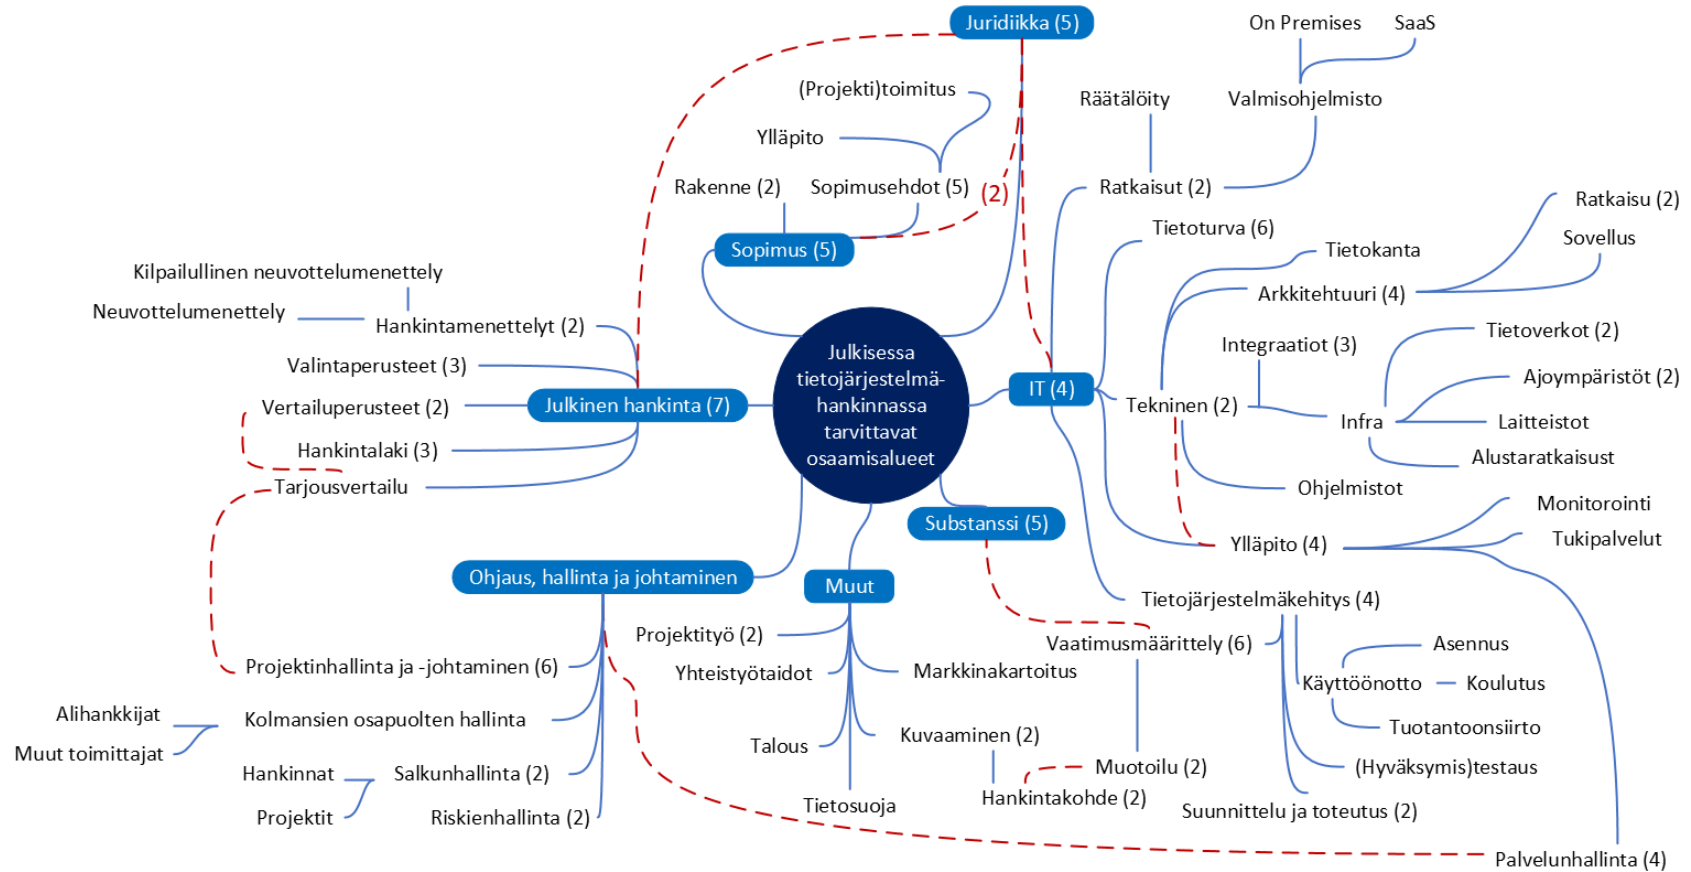 Juridiikka (5)
On Premises
SaaS
(Projekti)toimitus
Räätälöity
Valmisohjelmisto
Ylläpito
Rakenne (2)
Sopimusehdot (5)
(2)
Ratkaisut (2)
Ratkaisu (2)
Tietoturva (6)
Sovellus
Sopimus (5)
Tietokanta
Kilpailullinen neuvottelumenettely
Arkkitehtuuri (4)
Neuvottelumenettely
Hankintamenettelyt (2)
Tietoverkot (2)
Integraatiot (3)
Valintaperusteet (3)
Julkisessa
tietojärjestelmä-
hankinnassa
tarvittavat
osaamisalueet
IT (4)
Ajoympäristöt (2)
Vertailuperusteet (2)
Julkinen hankinta (7)
Tekninen (2)
Infra
Laitteistot
Hankintalaki (3)
Alustaratkaisust
Tarjousvertailu
Ohjelmistot
Monitorointi
Substanssi (5)
Ylläpito (4)
Tukipalvelut
Ohjaus, hallinta ja johtaminen
Muut
Tietojärjestelmäkehitys (4)
Projektityö (2)
Vaatimusmäärittely (6)
Asennus
Projektinhallinta ja -johtaminen (6)
Yhteistyötaidot
Markkinakartoitus
Käyttöönotto
Koulutus
Alihankkijat
Kolmansien osapuolten hallinta
Tuotantoonsiirto
Muut toimittajat
Talous
Kuvaaminen (2)
Hankinnat
Salkunhallinta (2)
Muotoilu (2)
(Hyväksymis)testaus
Tietosuoja
Hankintakohde (2)
Projektit
Riskienhallinta (2)
Suunnittelu ja toteutus (2)
Palvelunhallinta (4)